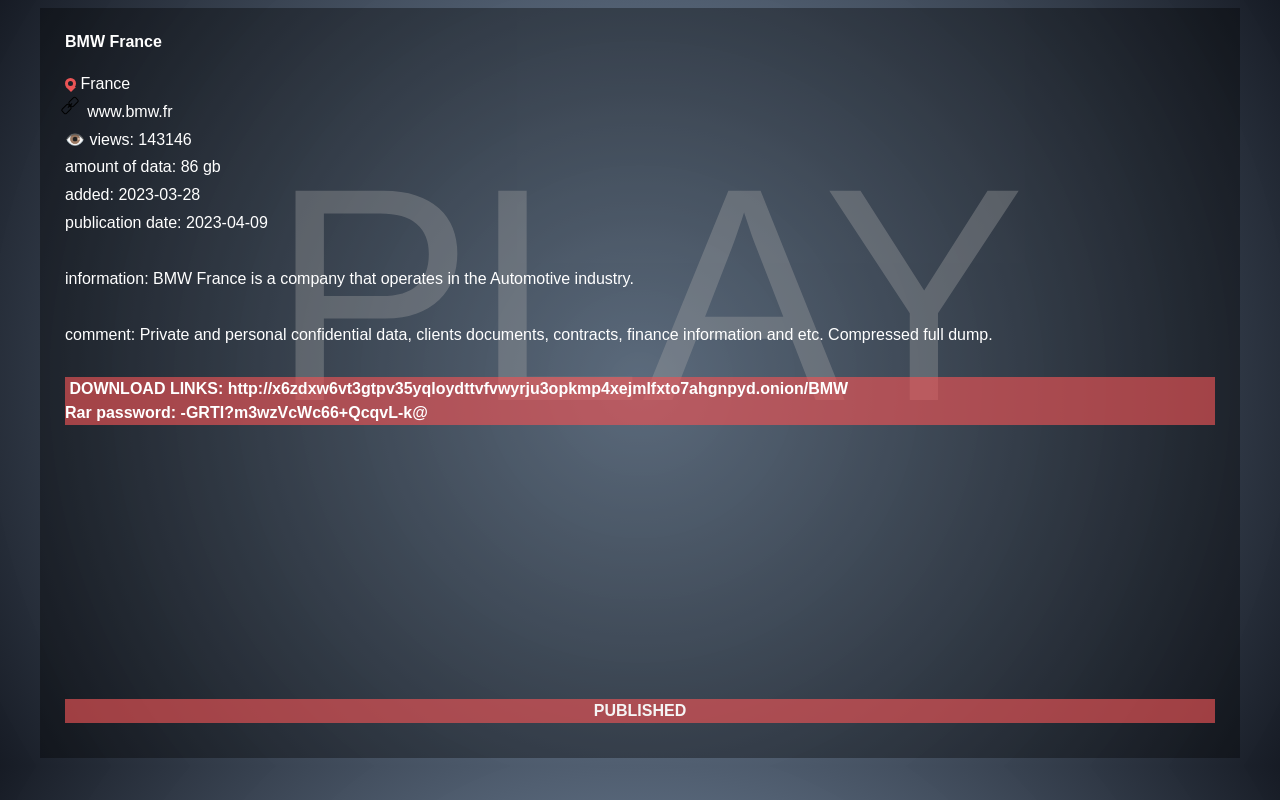 BMW France
France
www.bmw.fr
views: 143146
amount of data: 86 gb
added: 2023-03-28
publication date: 2023-04-09
information: BMW France is a company that operates in the Automotive industry.
comment: Private and personal confidential data, clients documents, contracts, finance information and etc. Compressed full dump.
PLAY
DOWNLOAD LINKS: http://x6zdxw6vt3gtpv35yqloydttvfvwyrju3opkmp4xejmlfxto7ahgnpyd.onion/BMW
Rar password:
PUBLISHED